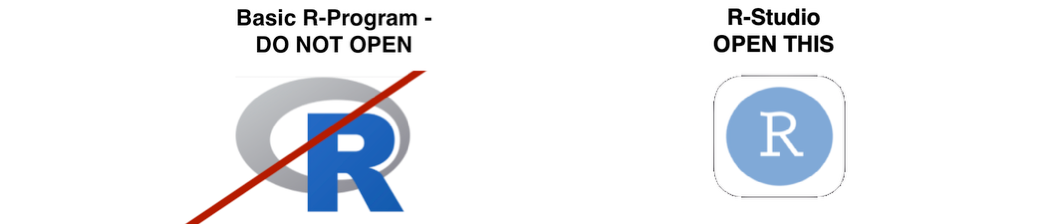 Basic R-Program -
DO NOT OPEN
R
R-Studio
OPEN THIS
R